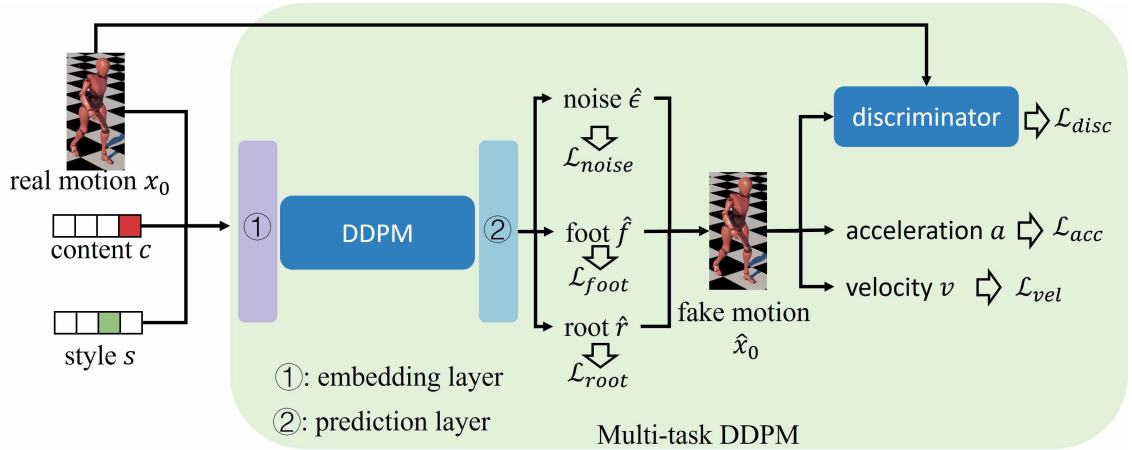 real motion x₀
content c
style s
①
DDPM
②
noise ε̂
ℒnoise
foot f̂
ℒfoot
root r̂
ℒroot
fake motion
x̂₀
discriminator
ℒdisc
acceleration a
ℒacc
velocity v
ℒvel
①: embedding layer
②: prediction layer
Multi-task DDPM